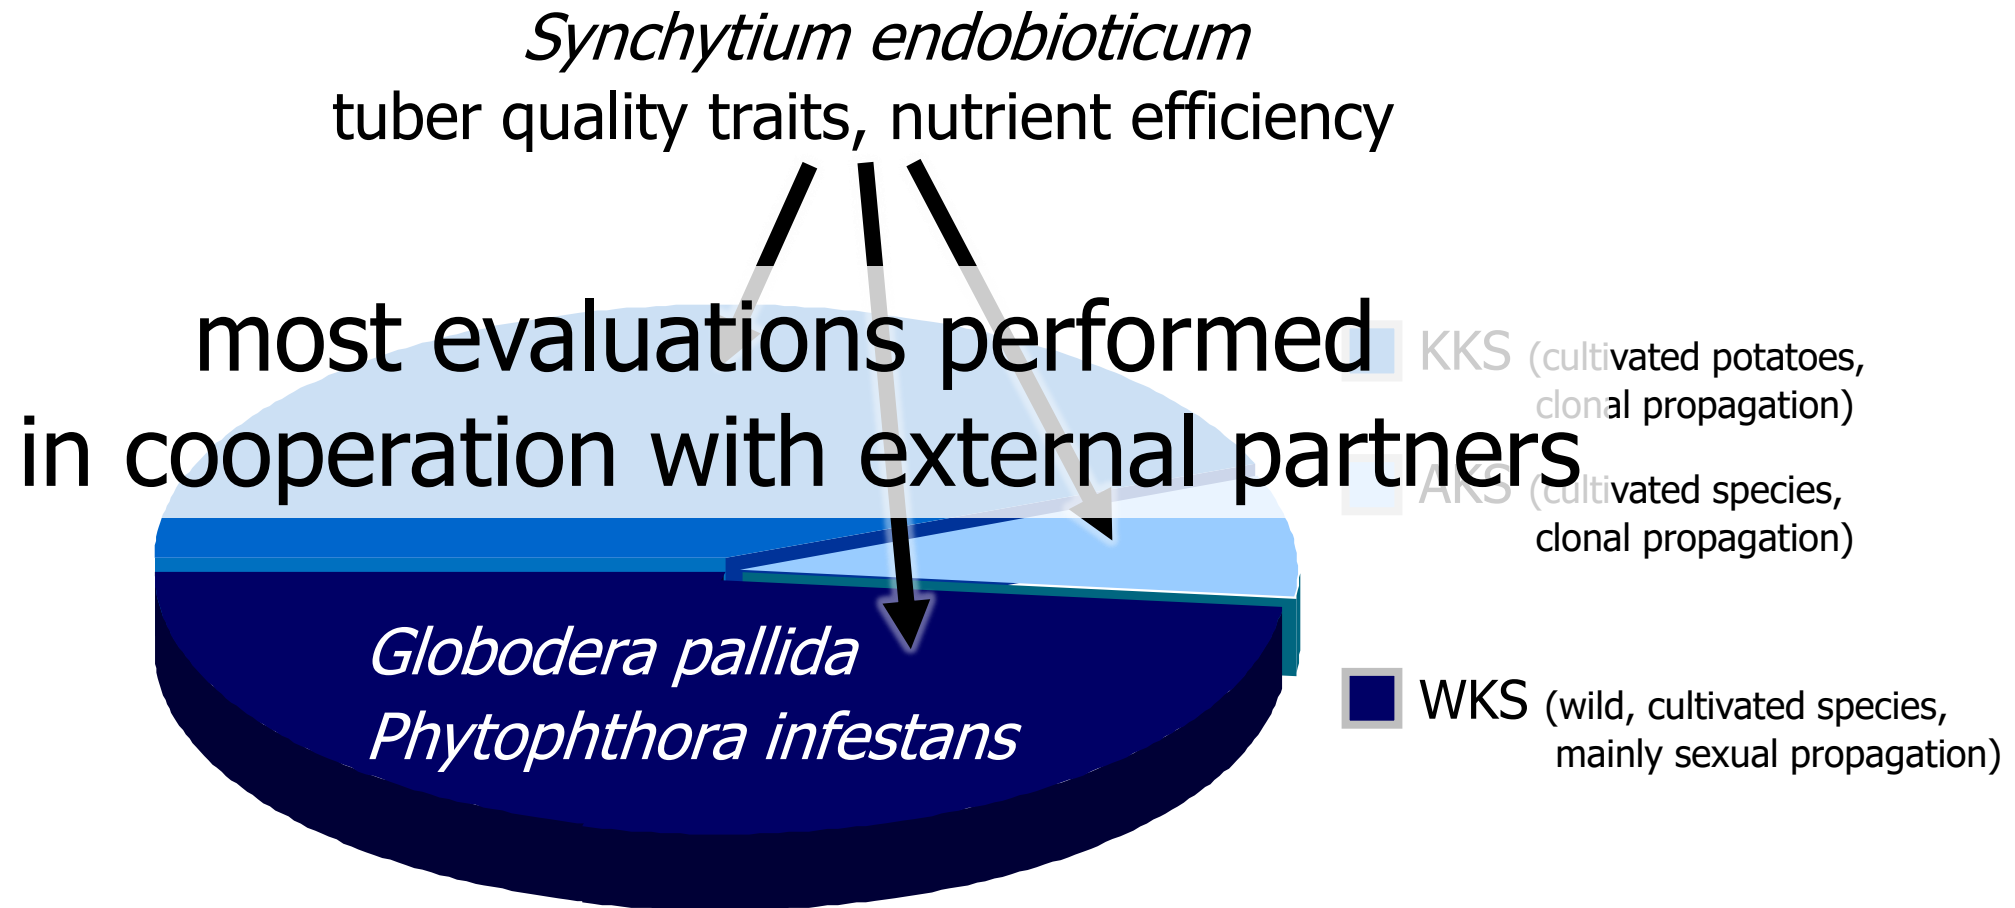 Synchytium endobioticum
tuber quality traits, nutrient efficiency
most evaluations performed
in cooperation with external partners
KKS (cultivated potatoes,
clonal propagation)
AKS (cultivated species,
clonal propagation)
Globodera pallida
Phytophthora infestans
WKS (wild, cultivated species,
mainly sexual propagation)